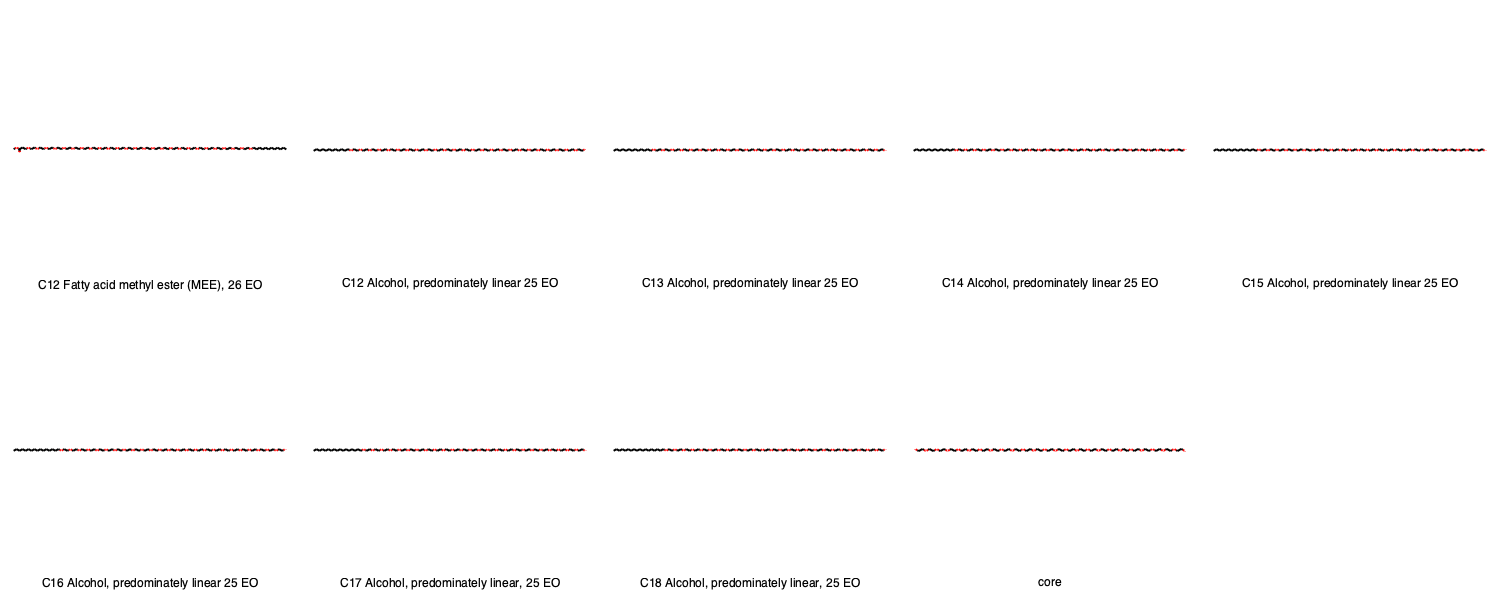 C12 Fatty acid methyl ester (MEE), 26 EO
C12 Alcohol, predominately linear 25 EO
C13 Alcohol, predominately linear 25 EO
C14 Alcohol, predominately linear 25 EO
C15 Alcohol, predominately linear 25 EO
C16 Alcohol, predominately linear 25 EO
C17 Alcohol, predominately linear, 25 EO
C18 Alcohol, predominately linear, 25 EO
core